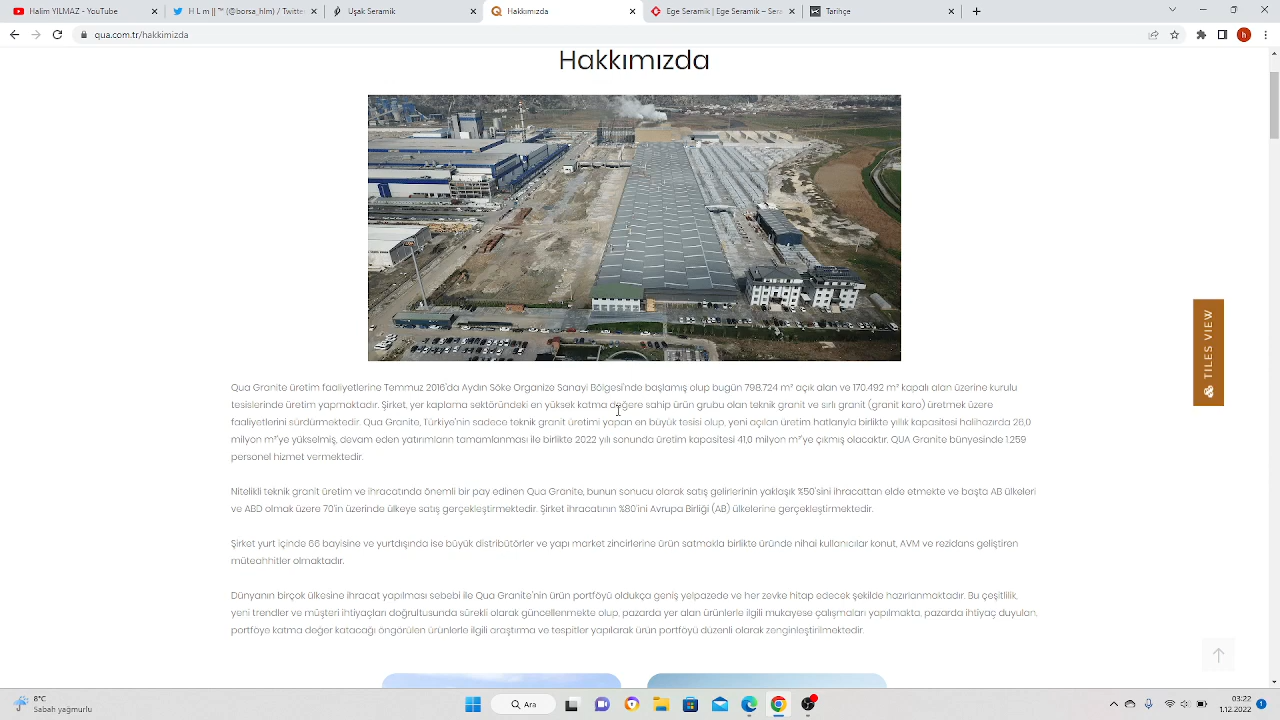 Halim YILMAZ - YouTube
H L m || ™ (@borsa_hlm) / Twitter
Uşak Seramik
Hakkımızda
Ege Seramik | Ege Seramik – Sera
Tarihçe
qua.com.tr/hakkimizda
Hakkımızda
TILES VIEW
Qua Granite üretim faaliyetlerine Temmuz 2016'da Aydın Söke Organize Sanayi Bölgesi'nde başlamış olup bugün 798.724 m² açık alan ve 170.492 m² kapalı alan üzerine kurulu
tesislerinde üretim yapmaktadır. Şirket, yer kaplama sektöründeki en yüksek katma değere sahip ürün grubu olan teknik granit ve sırlı granit (granit karo) üretmek üzere
faaliyetlerini sürdürmektedir. Qua Granite, Türkiye'nin sadece teknik granit üretimi yapan en büyük tesisi olup, yeni açılan üretim hatlarıyla birlikte yıllık kapasitesi halihazırda 26,0
milyon m²'ye yükselmiş, devam eden yatırımların tamamlanması ile birlikte 2022 yılı sonunda üretim kapasitesi 41,0 milyon m²'ye çıkmış olacaktır. QUA Granite bünyesinde 1.259
personel hizmet vermektedir.
Nitelikli teknik granit üretim ve ihracatında önemli bir pay edinen Qua Granite, bunun sonucu olarak satış gelirlerinin yaklaşık %50'sini ihracattan elde etmekte ve başta AB ülkeleri
ve ABD olmak üzere 70'in üzerinde ülkeye satış gerçekleştirmektedir. Şirket ihracatının %80'ini Avrupa Birliği (AB) ülkelerine gerçekleştirmektedir.
Şirket yurt içinde 66 bayisine ve yurtdışında ise büyük distribütörler ve yapı market zincirlerine ürün satmakla birlikte üründe nihai kullanıcılar konut, AVM ve rezidans geliştiren
müteahhitler olmaktadır.
Dünyanın birçok ülkesine ihracat yapılması sebebi ile Qua Granite'nin ürün portföyü oldukça geniş yelpazede ve her zevke hitap edecek şekilde hazırlanmaktadır. Bu çeşitlilik,
yeni trendler ve müşteri ihtiyaçları doğrultusunda sürekli olarak güncellenmekte olup, pazarda yer alan ürünlerle ilgili mukayese çalışmaları yapılmakta, pazarda ihtiyaç duyulan,
portföye katma değer katacağı öngörülen ürünlerle ilgili araştırma ve tespitler yapılarak ürün portföyü düzenli olarak zenginleştirilmektedir.
8°C
Sabah yağmurlu
Ara
03:22
1.12.2022